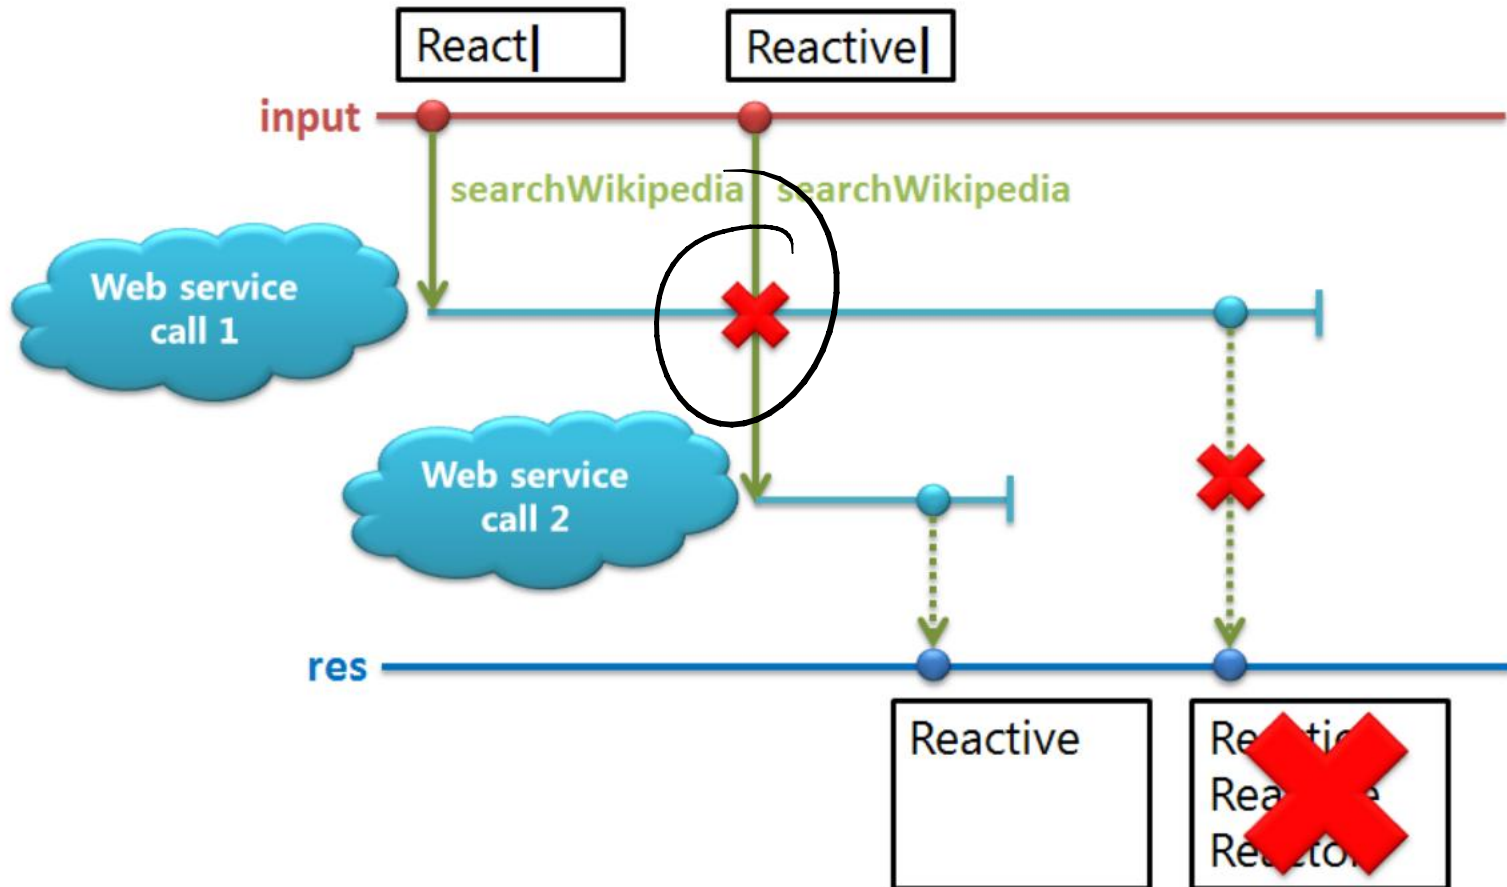 React
Reactive
input
searchWikipedia searchWikipedia
Web service
call 1
Web service
call 2
res
Reactive